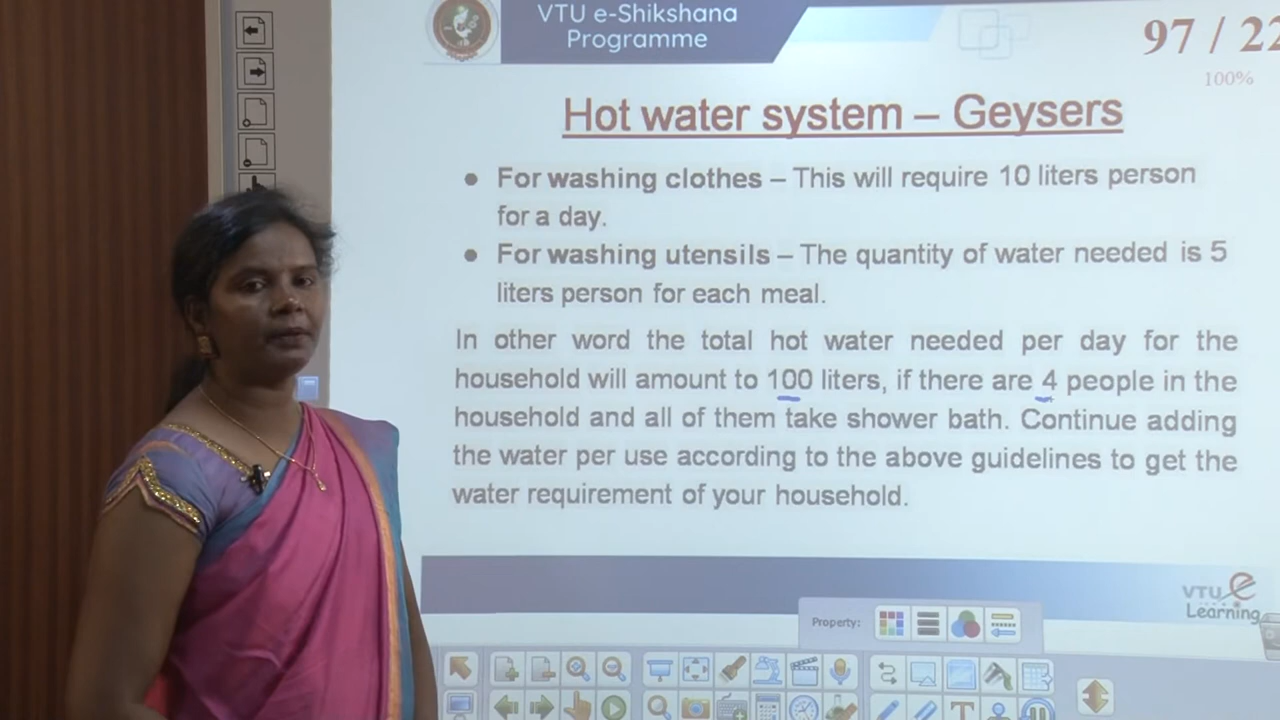 VTU e-Shikshana
Programme
97 / 22
100%
Hot water system – Geysers
• For washing clothes – This will require 10 liters person
for a day.
• For washing utensils – The quantity of water needed is 5
liters person for each meal.
In other word the total hot water needed per day for the
household will amount to 100 liters, if there are 4 people in the
household and all of them take shower bath. Continue adding
the water per use according to the above guidelines to get the
water requirement of your household.
VTU e
Learning
Property:
T